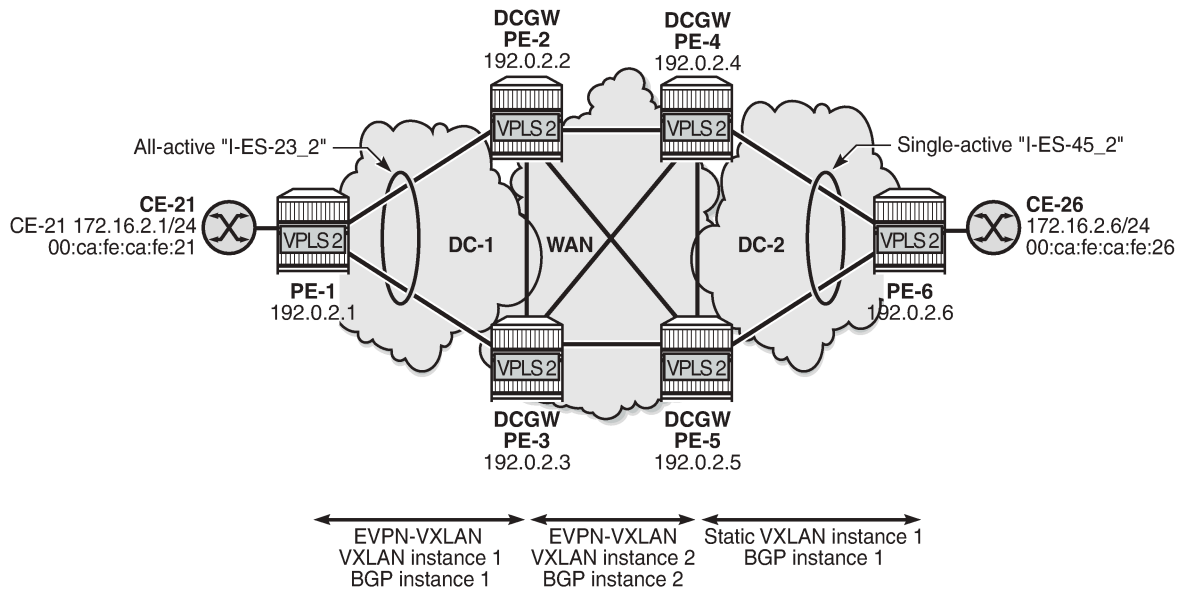 DCGW
PE-2
192.0.2.2
DCGW
PE-4
192.0.2.4
VPLS 2
VPLS 2
All-active "I-ES-23_2"
Single-active "I-ES-45_2"
CE-21
CE-21 172.16.2.1/24
00:ca:fe:ca:fe:21
VPLS 2
PE-1
192.0.2.1
DC-1
WAN
DC-2
VPLS 2
PE-6
192.0.2.6
CE-26
172.16.2.6/24
00:ca:fe:ca:fe:26
VPLS 2
VPLS 2
DCGW
PE-3
192.0.2.3
DCGW
PE-5
192.0.2.5
EVPN-VXLAN
VXLAN instance 1
BGP instance 1
EVPN-VXLAN
VXLAN instance 2
BGP instance 2
Static VXLAN instance 1
BGP instance 1